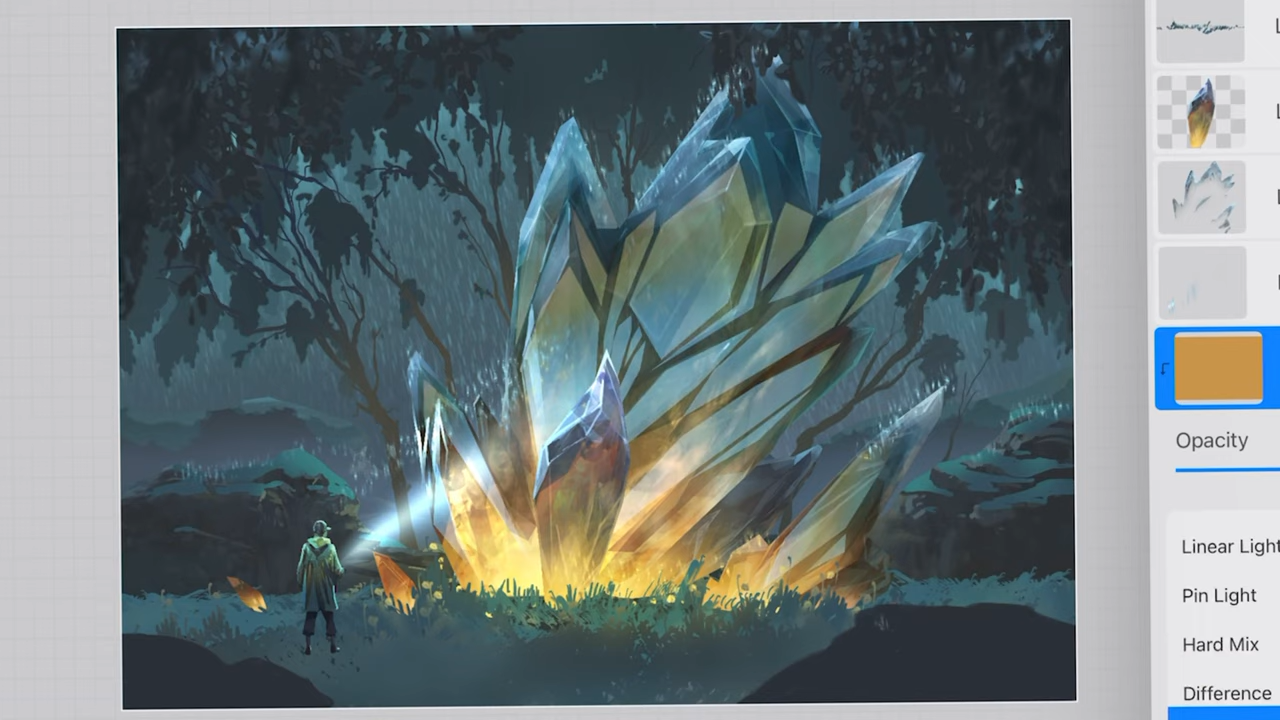 Opacity
Linear Light
Pin Light
Hard Mix
Difference